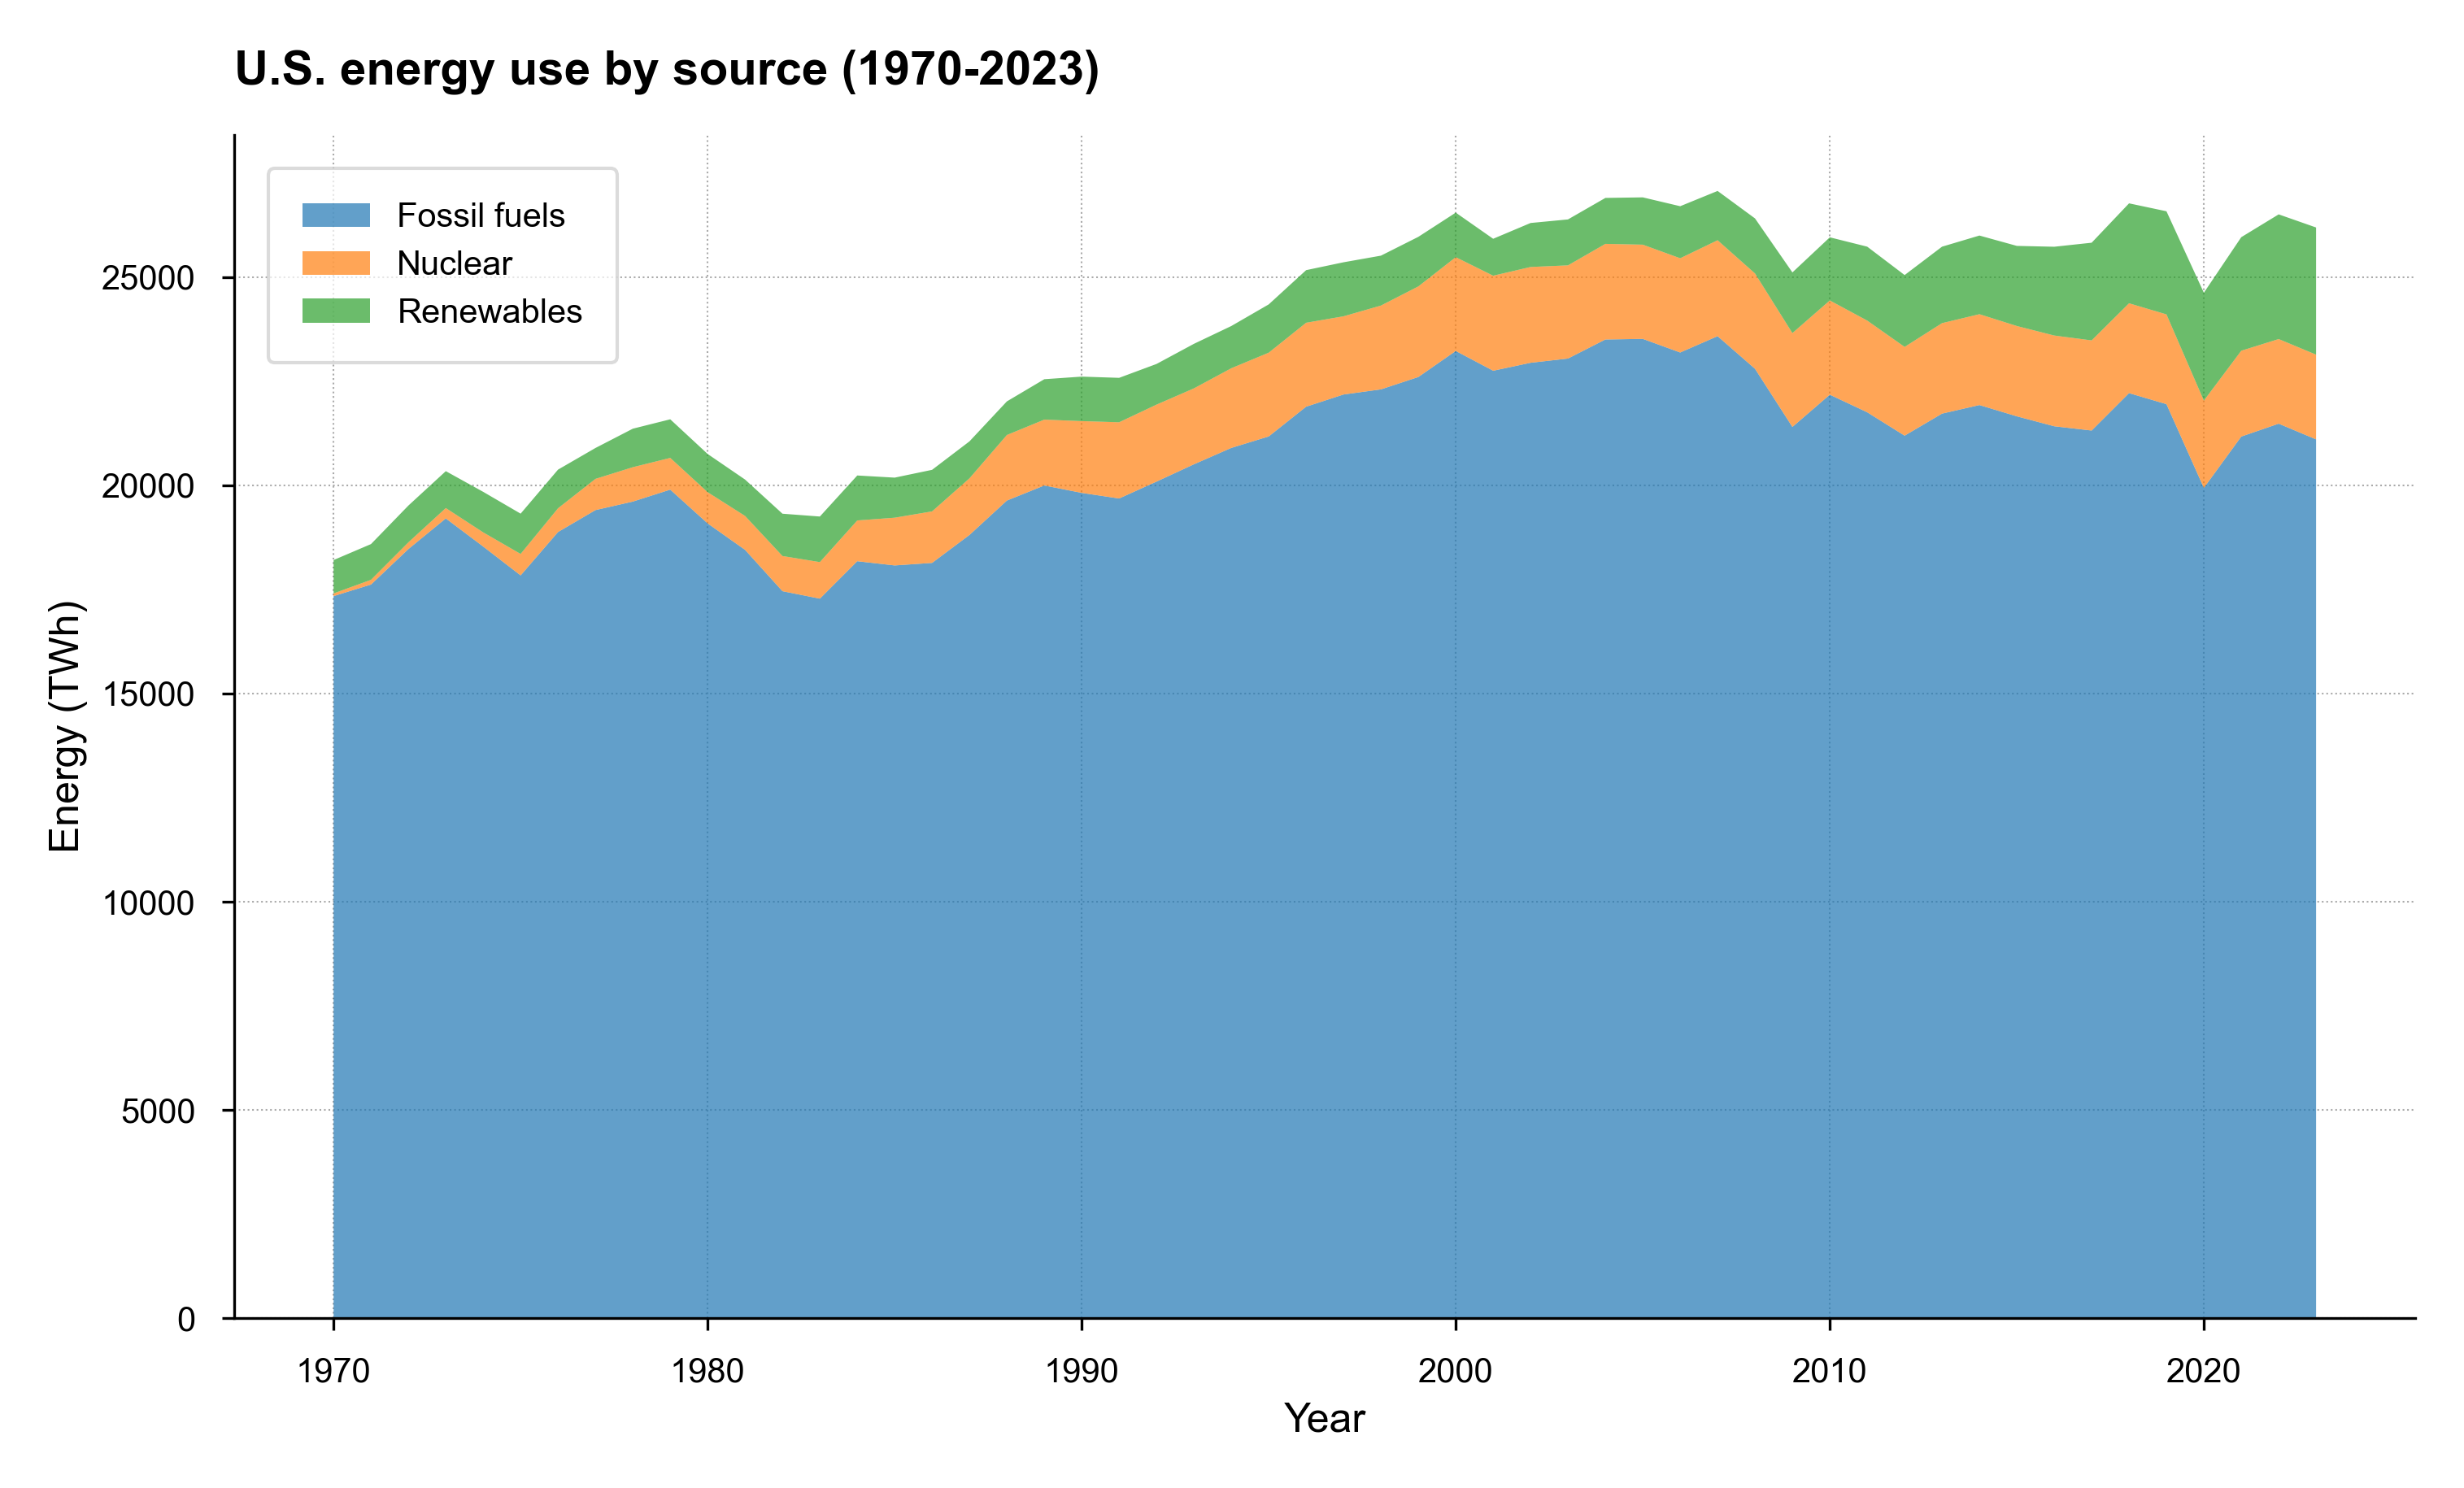 U.S. energy use by source (1970-2023)
Fossil fuels
Nuclear
Renewables
Energy (TWh)
25000
20000
15000
10000
5000
0
1970 1980 1990 2000 2010 2020
Year